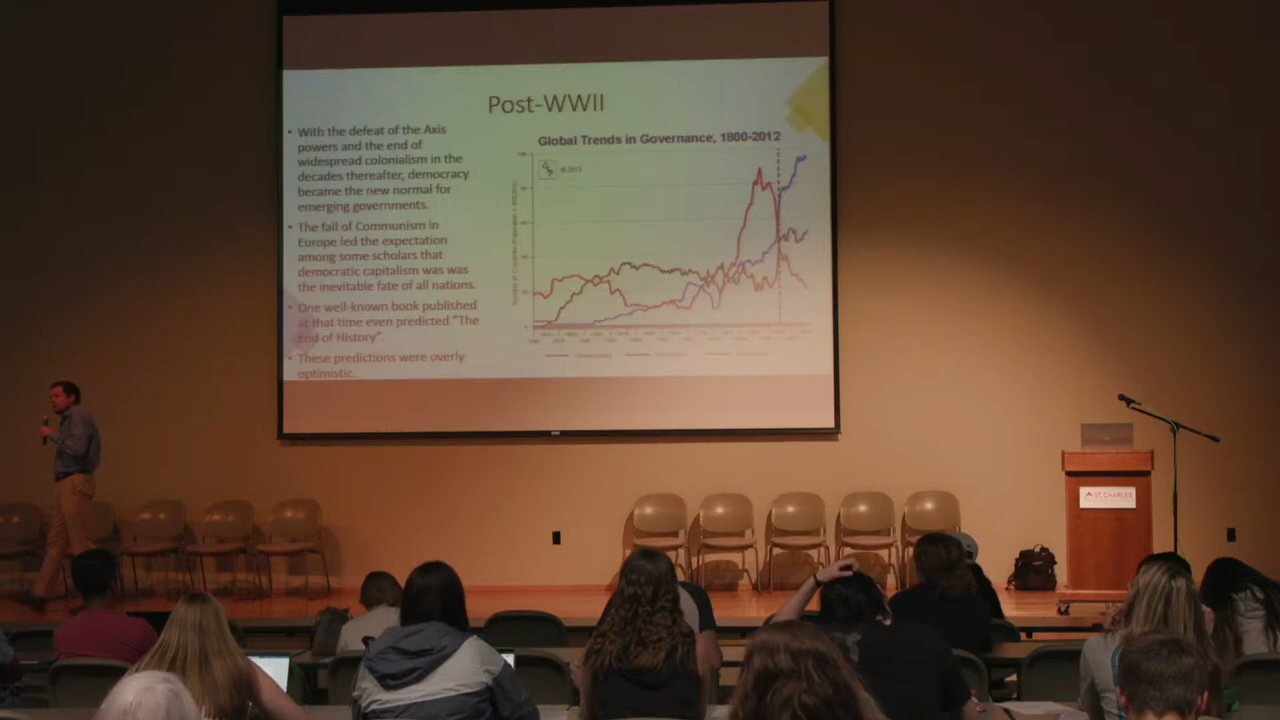 Post-WWII
• With the defeat of the Axis
powers and the end of
widespread colonialism in the
decades thereafter, democracy
became the new normal for
emerging governments.
• The fall of Communism in
Europe led the expectation
among some scholars that
democratic capitalism was was
the inevitable fate of all nations.
• One well-known book published
at that time even predicted "The
End of History".
• These predictions were overly
optimistic..
Global Trends in Governance, 1800-2012
ST. CHARLES